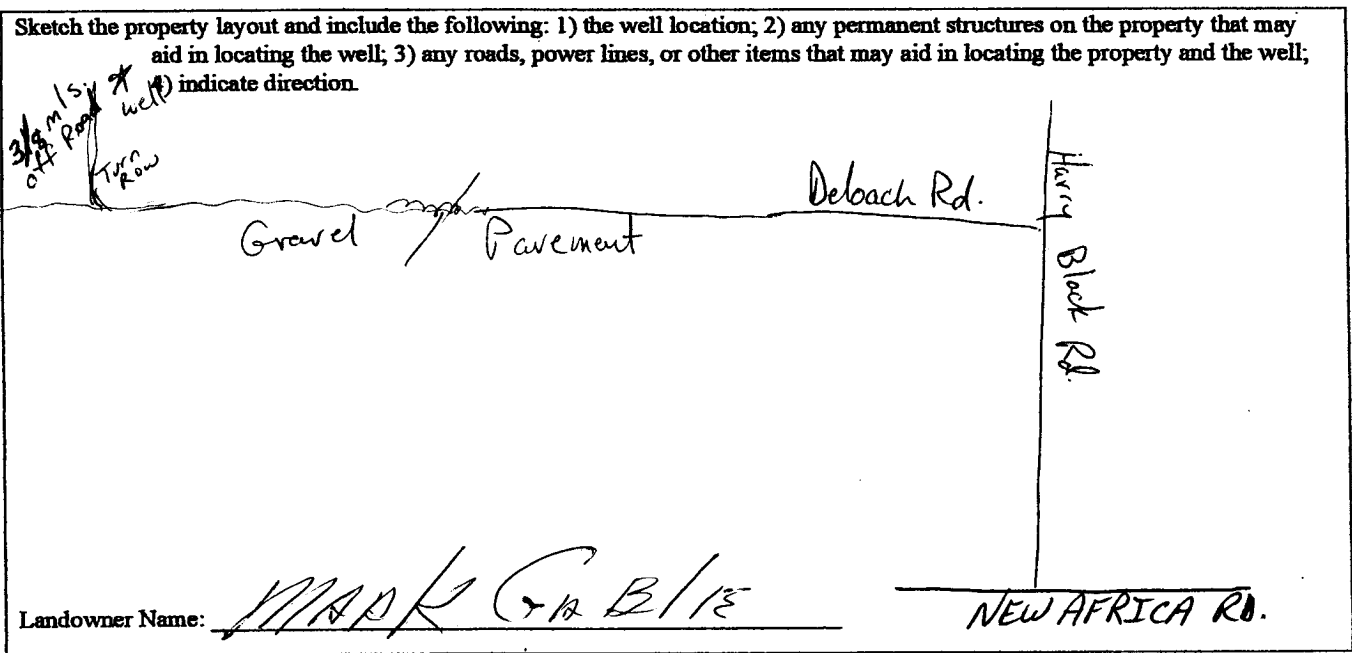 Sketch the property layout and include the following: 1) the well location; 2) any permanent structures on the property that may
aid in locating the well; 3) any roads, power lines, or other items that may aid in locating the property and the well;
4) indicate direction.
3/8 mls.
off Road
* well
Turn
Row
Gravel
Pavement
Deloach Rd.
Harry Black Rd.
Landowner Name: MARK GABLE
NEW AFRICA RD.